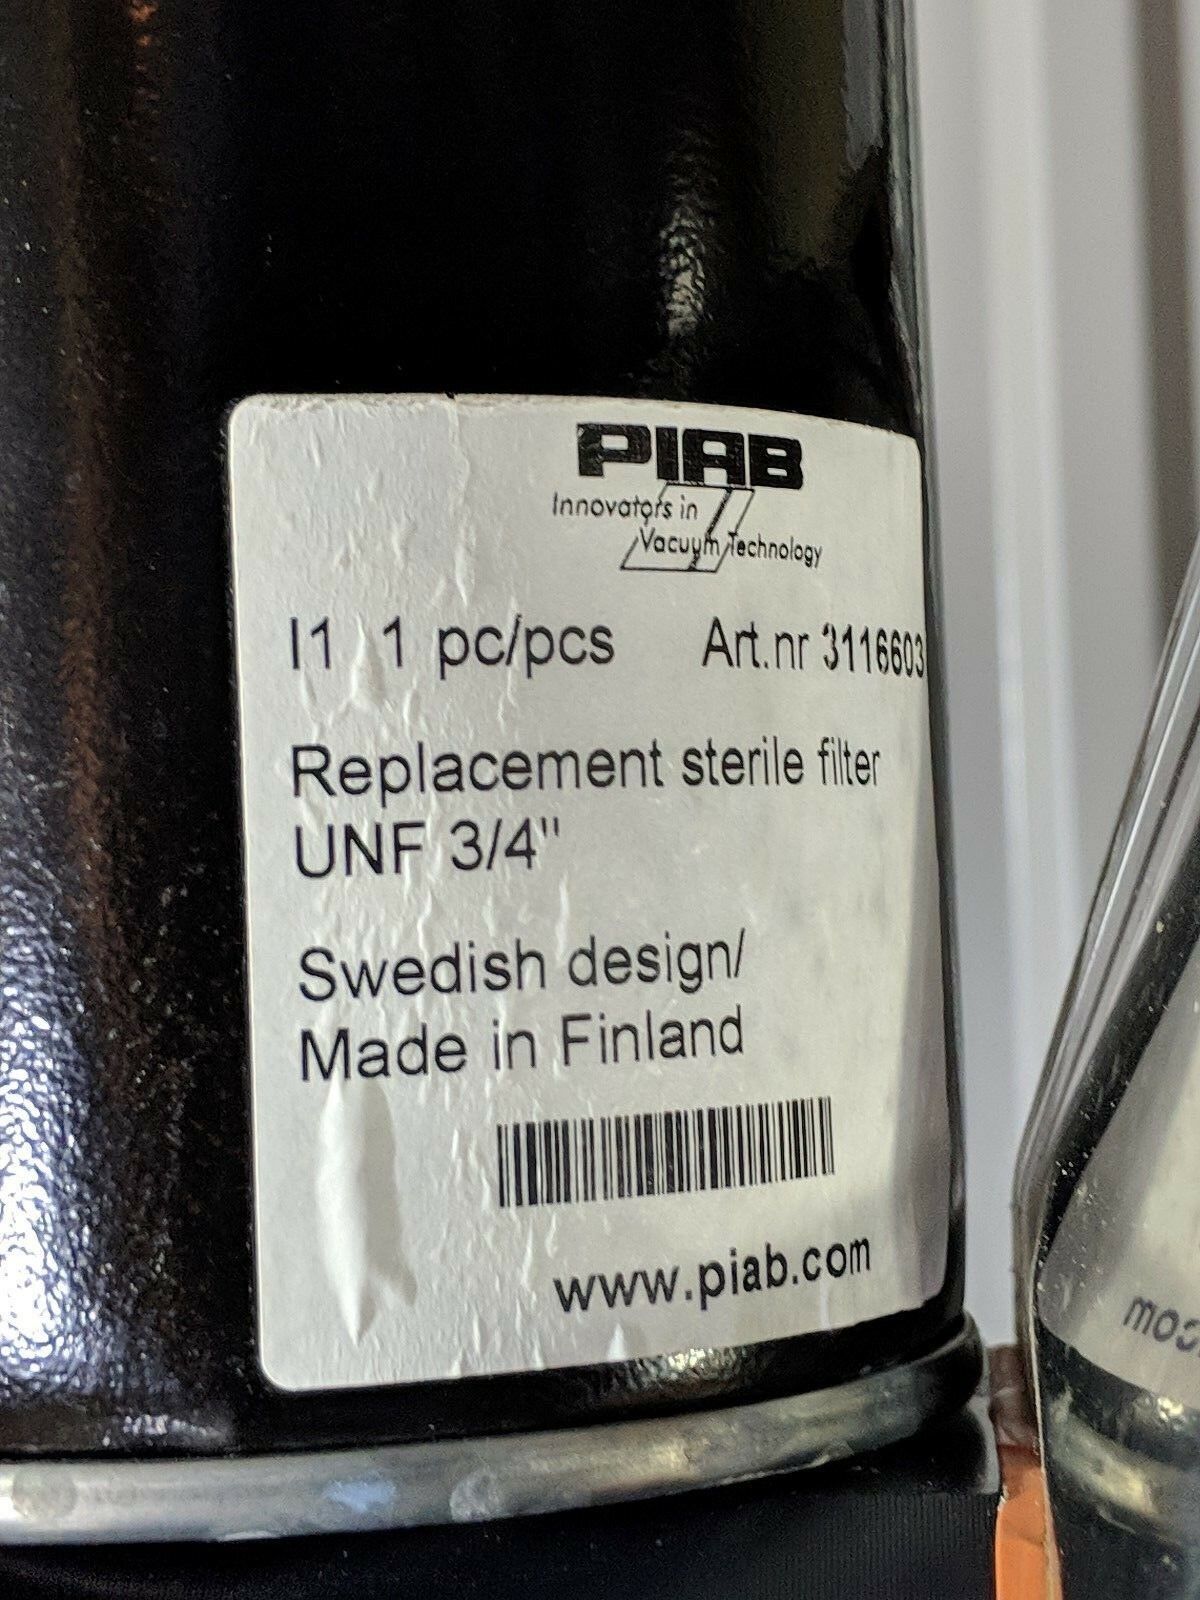 PIAB
Innovators in
Vacuum Technology
I1 1 pc/pcs Art.nr 3116603
Replacement sterile filter
UNF 3/4"
Swedish design/
Made in Finland
www.piab.com
com